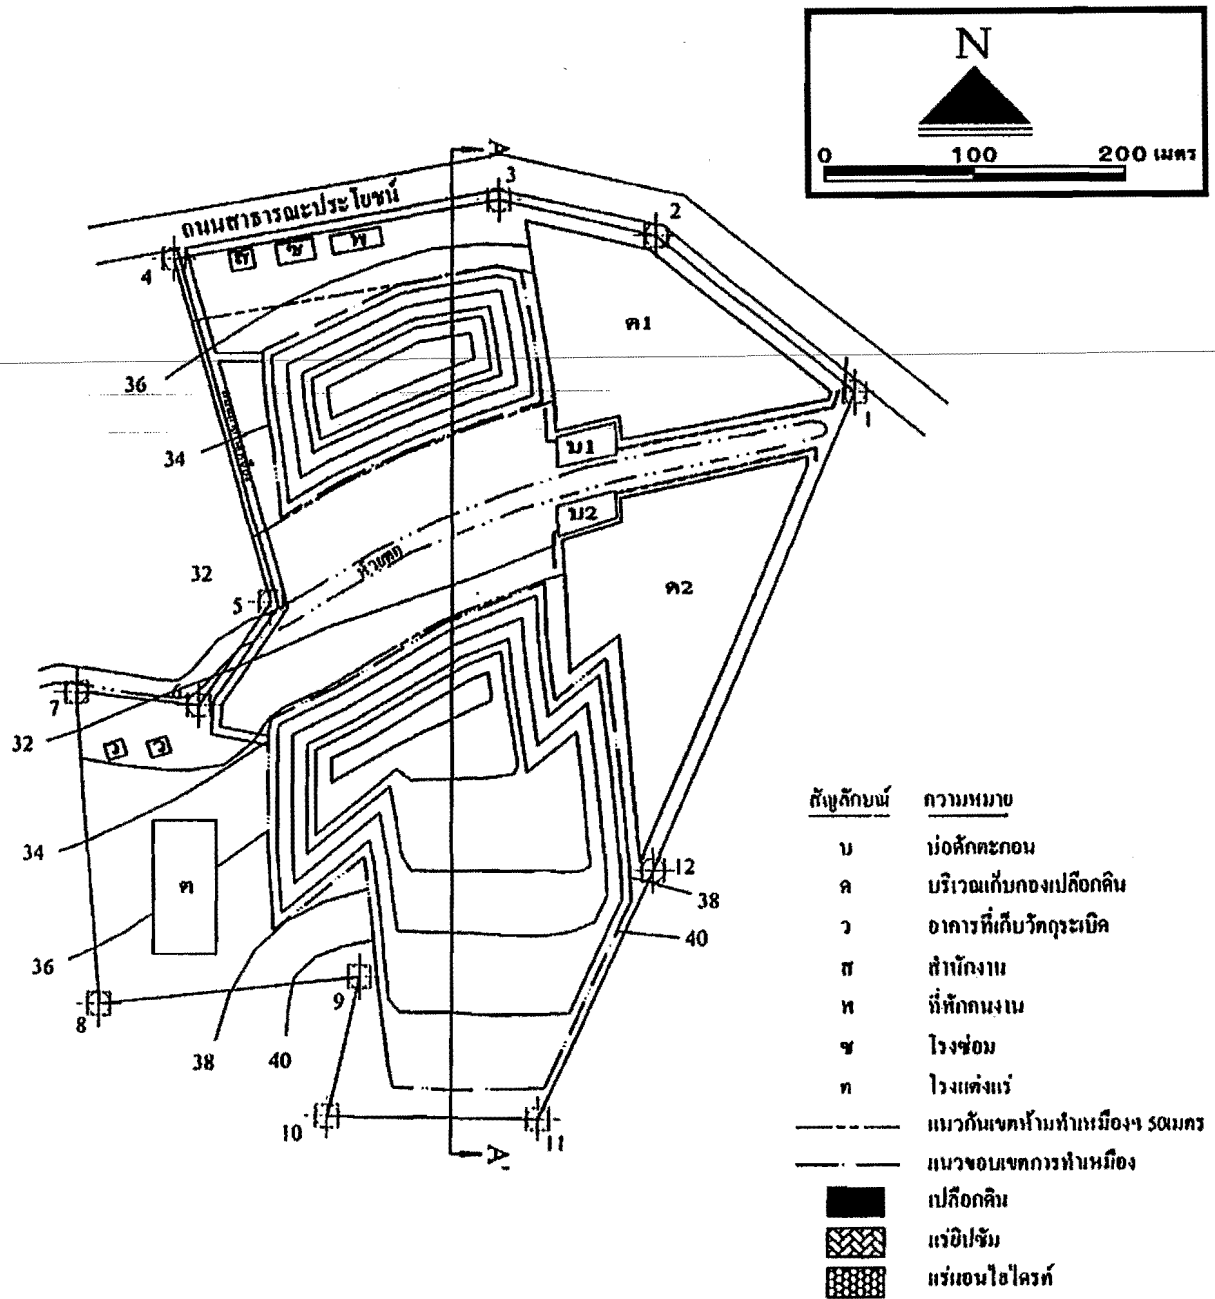 N
0 100 200 เมตร
A
3
ถนนสาธารณะประโยชน์
2
4
ส ซ พ
ค1
36
1
34
บ1
บ2
ห้วยตก
32
5
ค2
6
7
32
ว ว
34
ต
12
38
40
36
9
8
38
40
10
11
A'
สัญลักษณ์ ความหมาย
บ บ่อดักตะกอน
ค บริเวณเก็บกองเปลือกดิน
ว อาคารที่เก็บวัตถุระเบิด
ส สำนักงาน
พ ที่พักคนงาน
ซ โรงซ่อม
ต โรงแต่งแร่
แนวกันเขตห้ามทำเหมืองฯ 50เมตร
แนวขอบเขตการทำเหมือง
เปลือกดิน
แร่ยิปซัม
แร่แอนไฮไดรท์